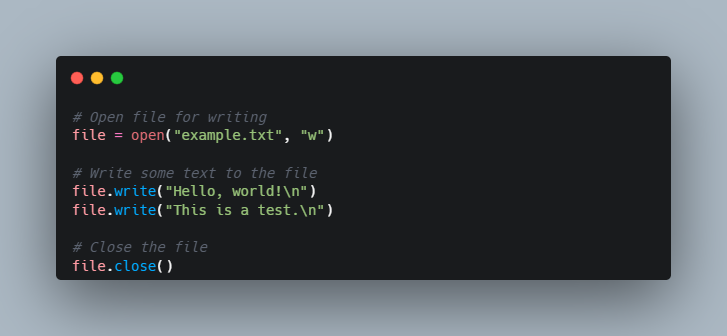 # Open file for writing
file = open("example.txt", "w")
# Write some text to the file
file.write("Hello, world!\n")
file.write("This is a test.\n")
# Close the file
file.close()